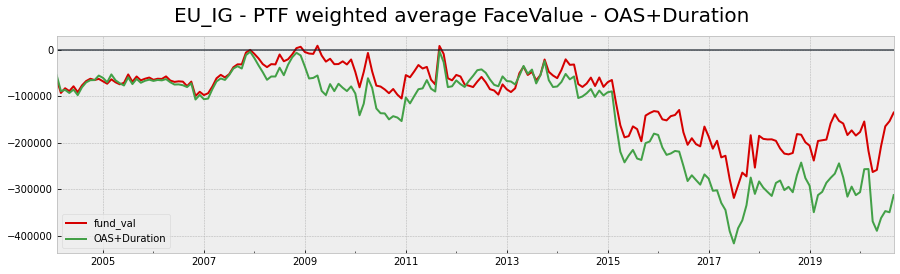 EU_IG - PTF weighted average FaceValue - OAS+Duration
0
−100000
−200000
−300000
−400000
fund_val
OAS+Duration
2005 2007 2009 2011 2013 2015 2017 2019